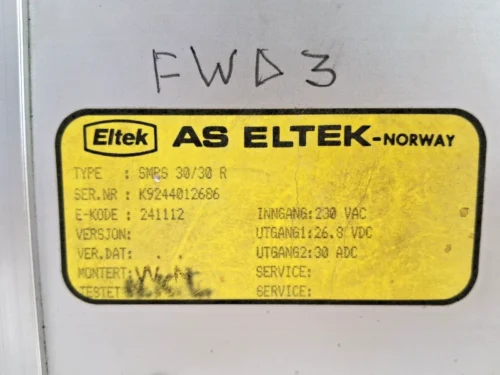 FWD3
Eltek AS ELTEK-NORWAY
TYPE : SMPS 30/30 R
SER.NR : K9244012686
E-KODE : 241112 INNGANG:230 VAC
VERSJON: UTGANG1:26.8 VDC
VER.DAT: . . UTGANG2:30 ADC
MONTERT: SERVICE:
TESTET SERVICE: